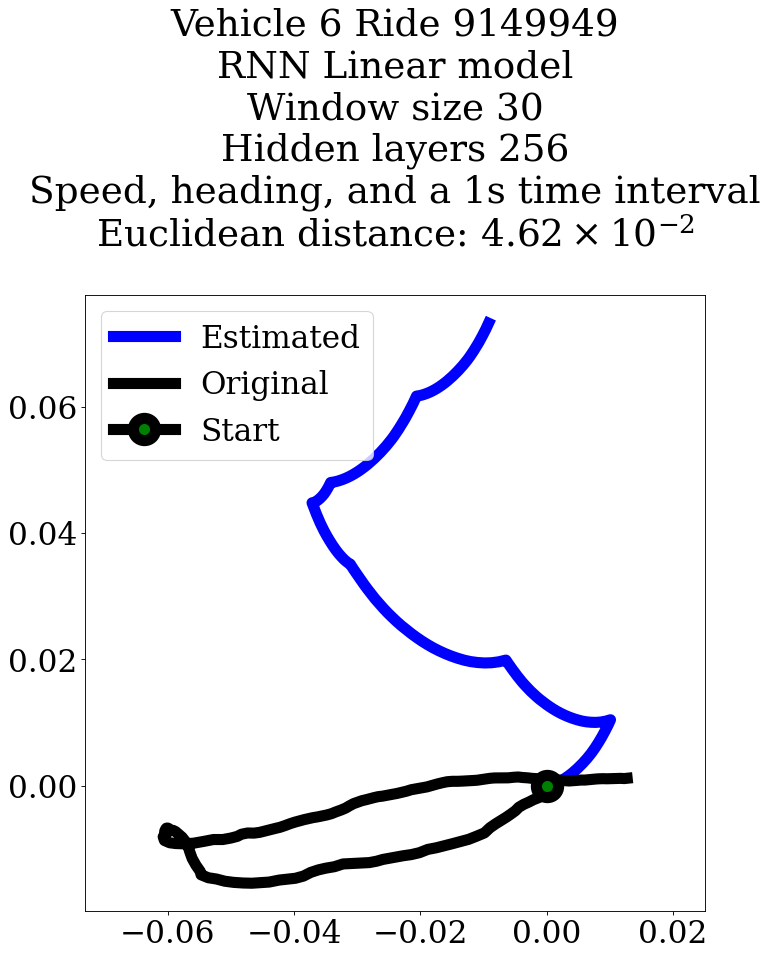 Vehicle 6 Ride 9149949
RNN Linear model
Window size 30
Hidden layers 256
Speed, heading, and a 1s time interval
Euclidean distance: 4.62 × 10⁻²
Estimated
Original
Start
0.06
0.04
0.02
0.00
−0.06 −0.04 −0.02 0.00 0.02